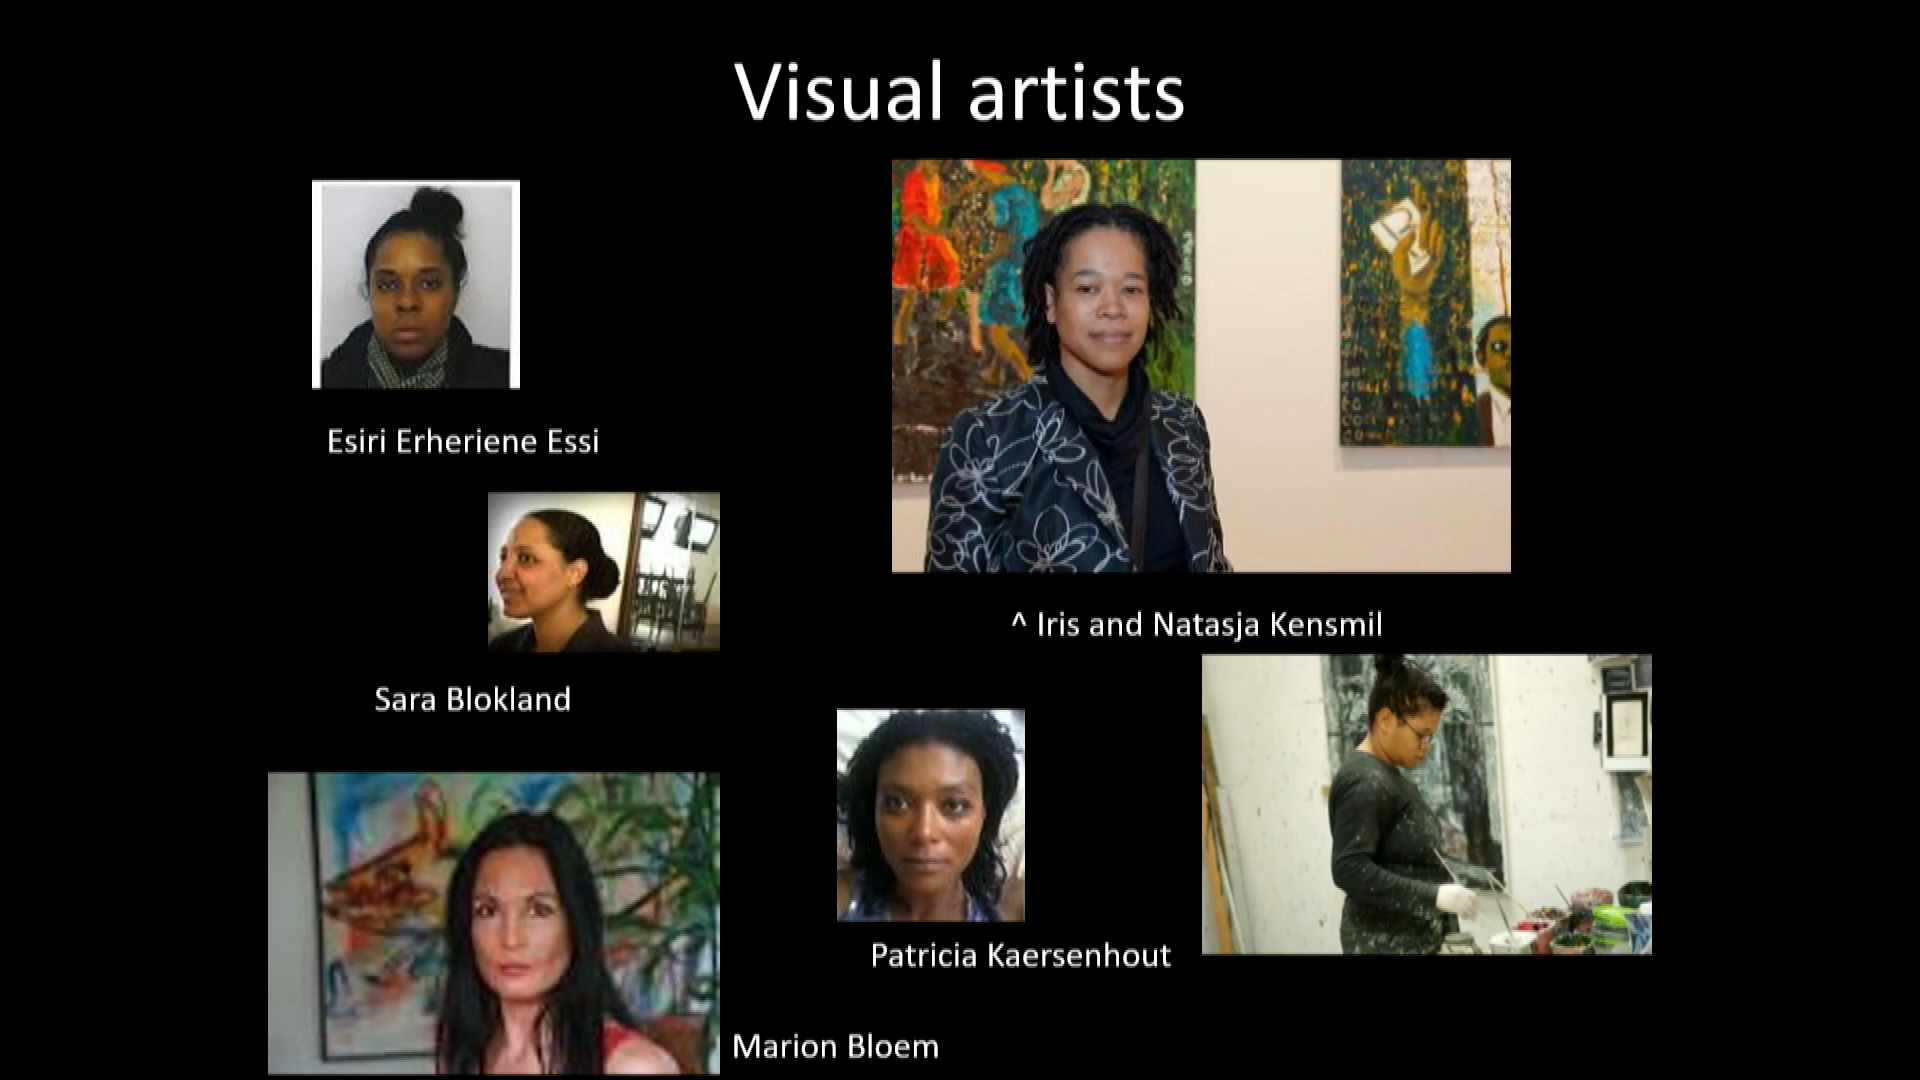 Visual artists
Esiri Erheriene Essi
^ Iris and Natasja Kensmil
Sara Blokland
Patricia Kaersenhout
Marion Bloem